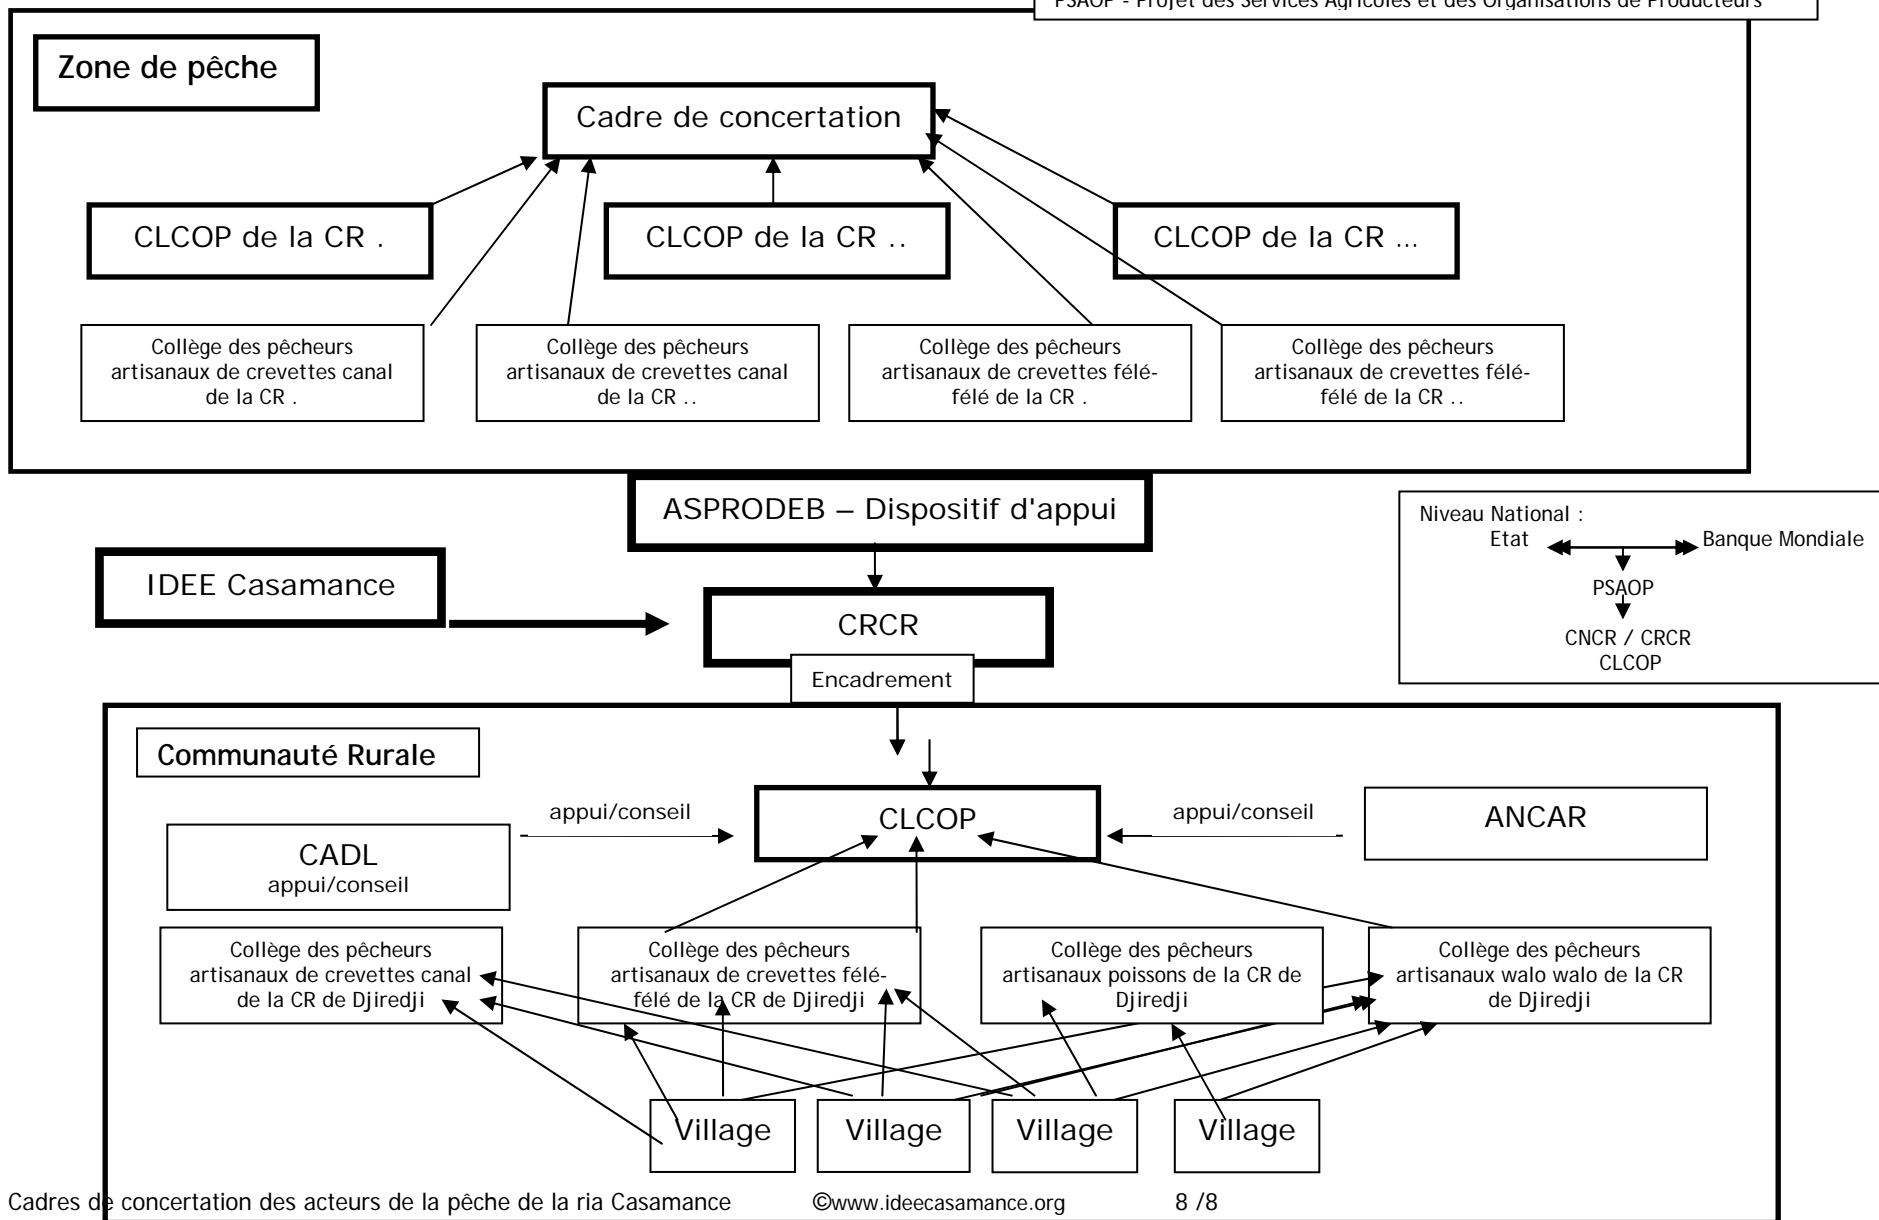 PSAOP - Projet des Services Agricoles et des Organisations de Producteurs
Zone de pêche
Cadre de concertation
CLCOP de la CR .
CLCOP de la CR ..
CLCOP de la CR ...
Collège des pêcheurs
artisanaux de crevettes canal
de la CR .
Collège des pêcheurs
artisanaux de crevettes canal
de la CR ..
Collège des pêcheurs
artisanaux de crevettes félé-
félé de la CR .
Collège des pêcheurs
artisanaux de crevettes félé-
félé de la CR ..
ASPRODEB – Dispositif d'appui
Niveau National :
Etat
Banque Mondiale
PSAOP
CNCR / CRCR
CLCOP
IDEE Casamance
CRCR
Encadrement
Communauté Rurale
appui/conseil
CLCOP
appui/conseil
ANCAR
CADL
appui/conseil
Collège des pêcheurs
artisanaux de crevettes canal
de la CR de Djiredji
Collège des pêcheurs
artisanaux de crevettes félé-
félé de la CR de Djiredji
Collège des pêcheurs
artisanaux poissons de la CR de
Djiredji
Collège des pêcheurs
artisanaux walo walo de la CR
de Djiredji
Village
Village
Village
Village
Cadres de concertation des acteurs de la pêche de la ria Casamance ©www.ideecasamance.org 8 /8